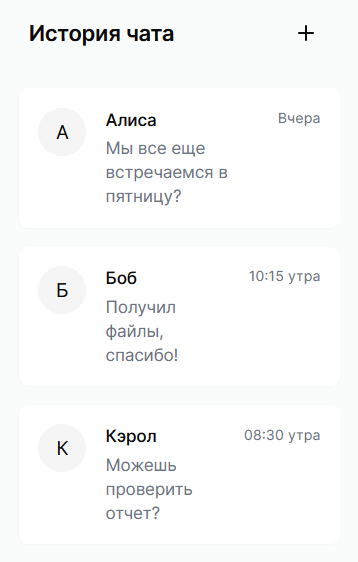 История чата
А
Алиса
Вчера
Мы все еще
встречаемся в
пятницу?
Б
Боб
10:15 утра
Получил
файлы,
спасибо!
К
Кэрол
08:30 утра
Можешь
проверить
отчет?